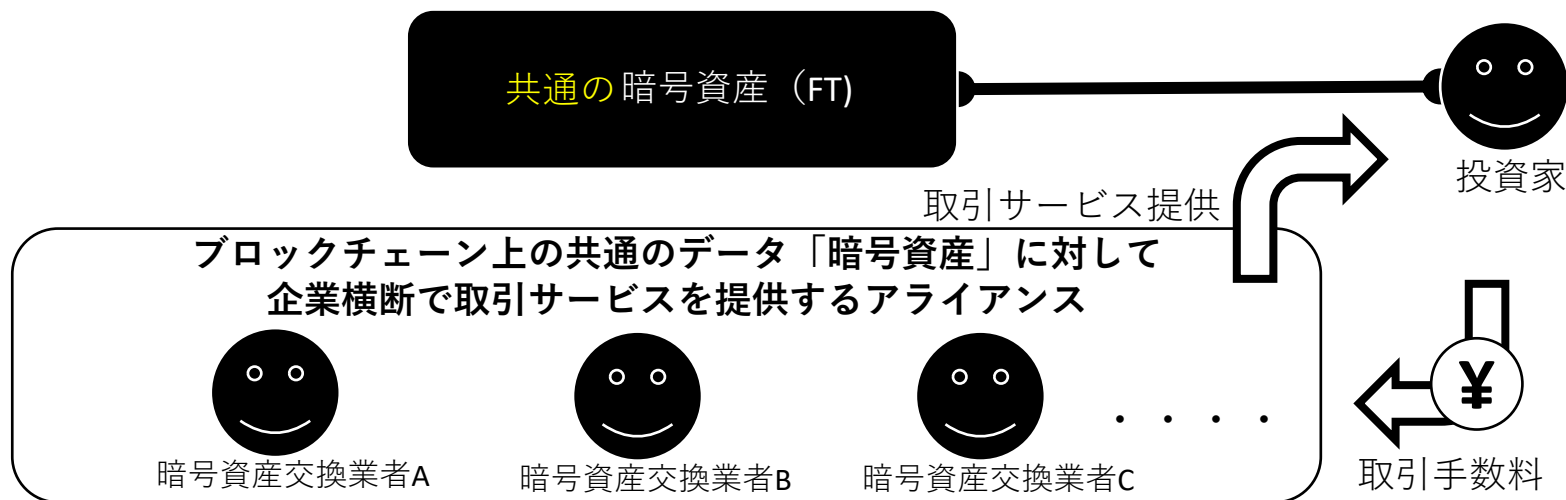 共通の暗号資産（FT)
投資家
取引サービス提供
ブロックチェーン上の共通のデータ「暗号資産」に対して
企業横断で取引サービスを提供するアライアンス
¥
・・・・
暗号資産交換業者A
暗号資産交換業者B
暗号資産交換業者C
取引手数料